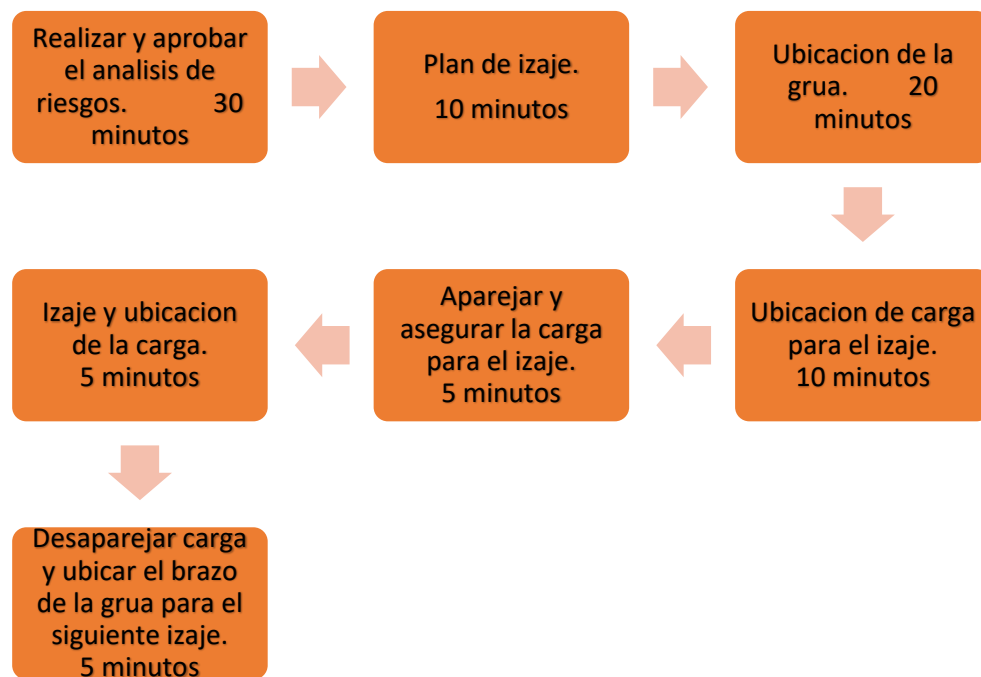 Realizar y aprobar
el analisis de
riesgos. 30
minutos
Plan de izaje.
10 minutos
Ubicacion de la
grua. 20
minutos
Ubicacion de carga
para el izaje.
10 minutos
Aparejar y
asegurar la carga
para el izaje.
5 minutos
Izaje y ubicacion
de la carga.
5 minutos
Desaparejar carga
y ubicar el brazo
de la grua para el
siguiente izaje.
5 minutos